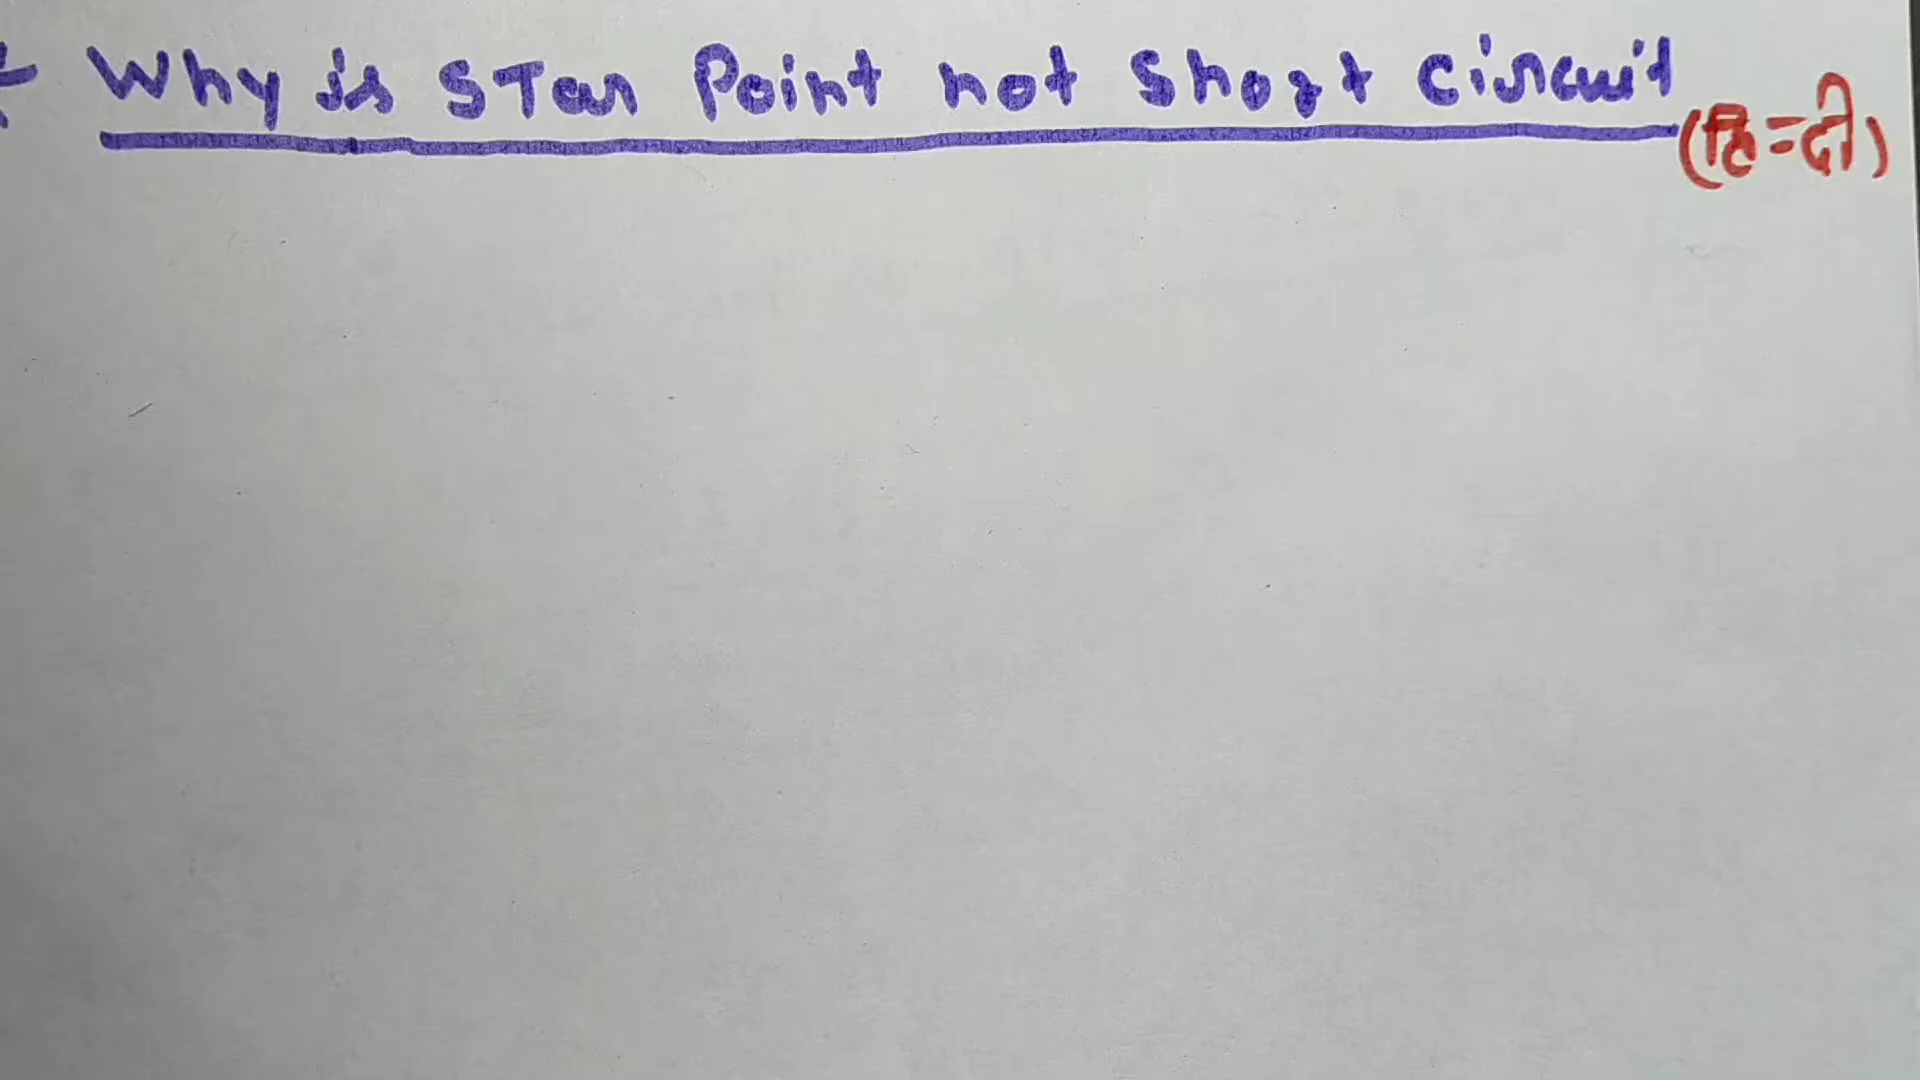 * Why is STar Point not Short Circuit
(हिन्दी)